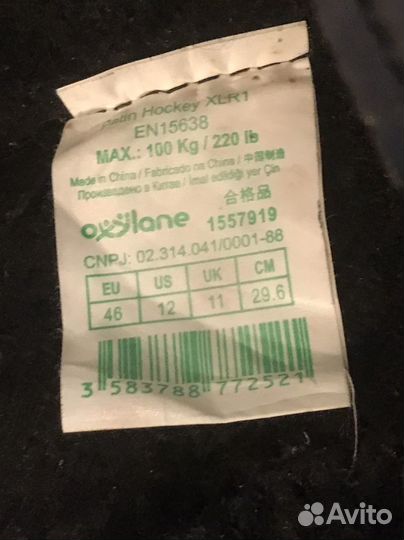 Patin Hockey XLR1
EN15638
MAX.: 100 Kg / 220 lb
Made in China / Fabricado na China / 中国制造
Произведено в Китае / İmal edildiği yer Çin
合格品
oxylane 1557919
CNPJ: 02.314.041/0001-88
EU US UK CM
46 12 11 29.6
3 583788 772521
Avito